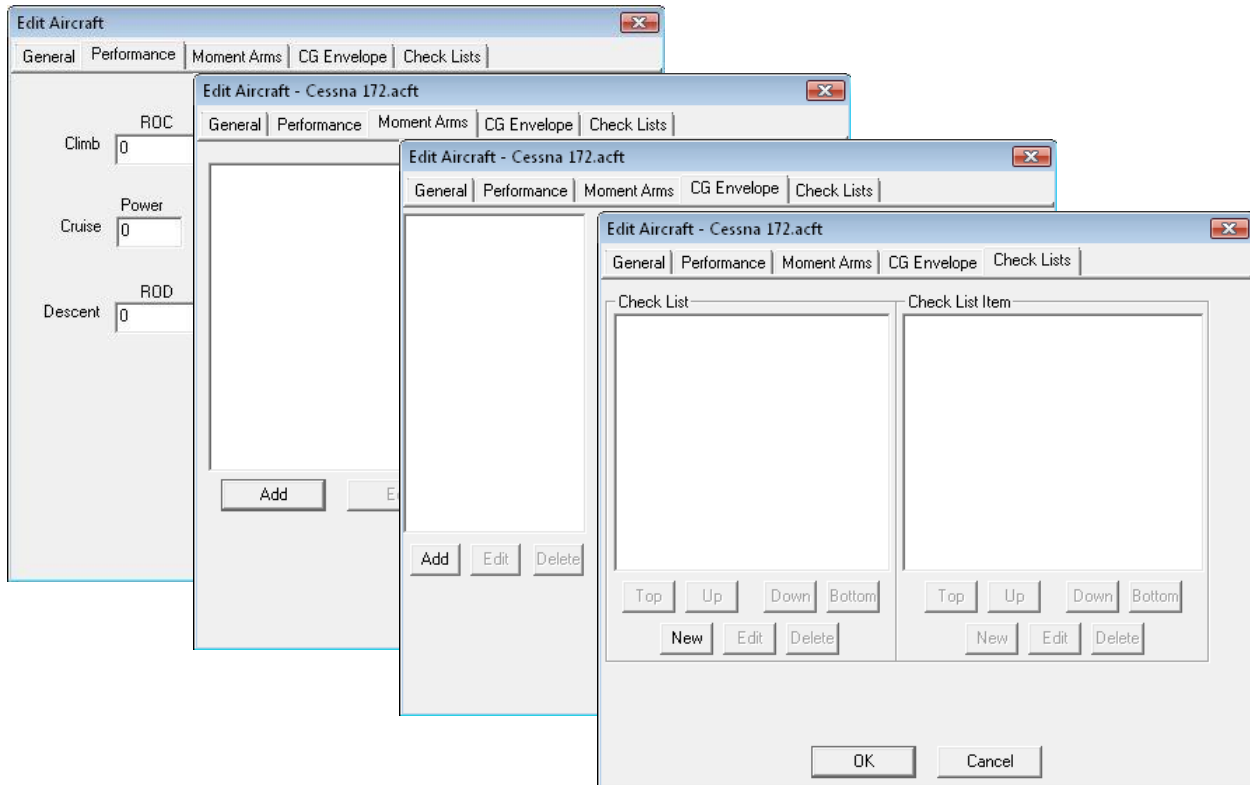 Edit Aircraft
General Performance Moment Arms CG Envelope Check Lists
ROC
Climb 0
Power
Cruise 0
ROD
Descent 0
Edit Aircraft - Cessna 172.acft
General Performance Moment Arms CG Envelope Check Lists
Add
Edit Aircraft - Cessna 172.acft
General Performance Moment Arms CG Envelope Check Lists
Add Edit Delete
Edit Aircraft - Cessna 172.acft
General Performance Moment Arms CG Envelope Check Lists
Check List Check List Item
Top Up Down Bottom Top Up Down Bottom
New Edit Delete New Edit Delete
OK Cancel